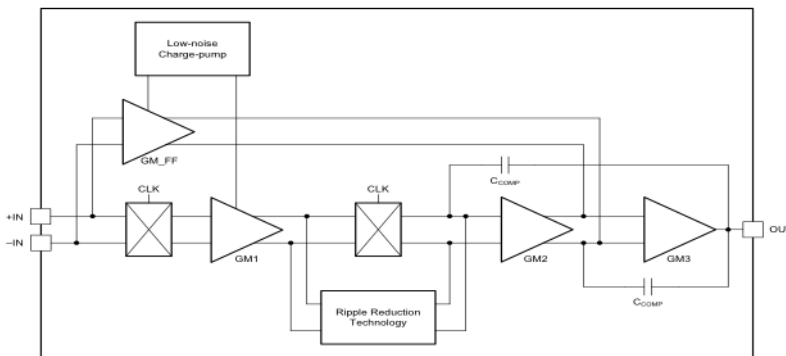 Low-noise
Charge-pump
GM_FF
CLK
CLK
CCOMP
+IN
–IN
GM1
GM2
GM3
OU
CCOMP
Ripple Reduction
Technology